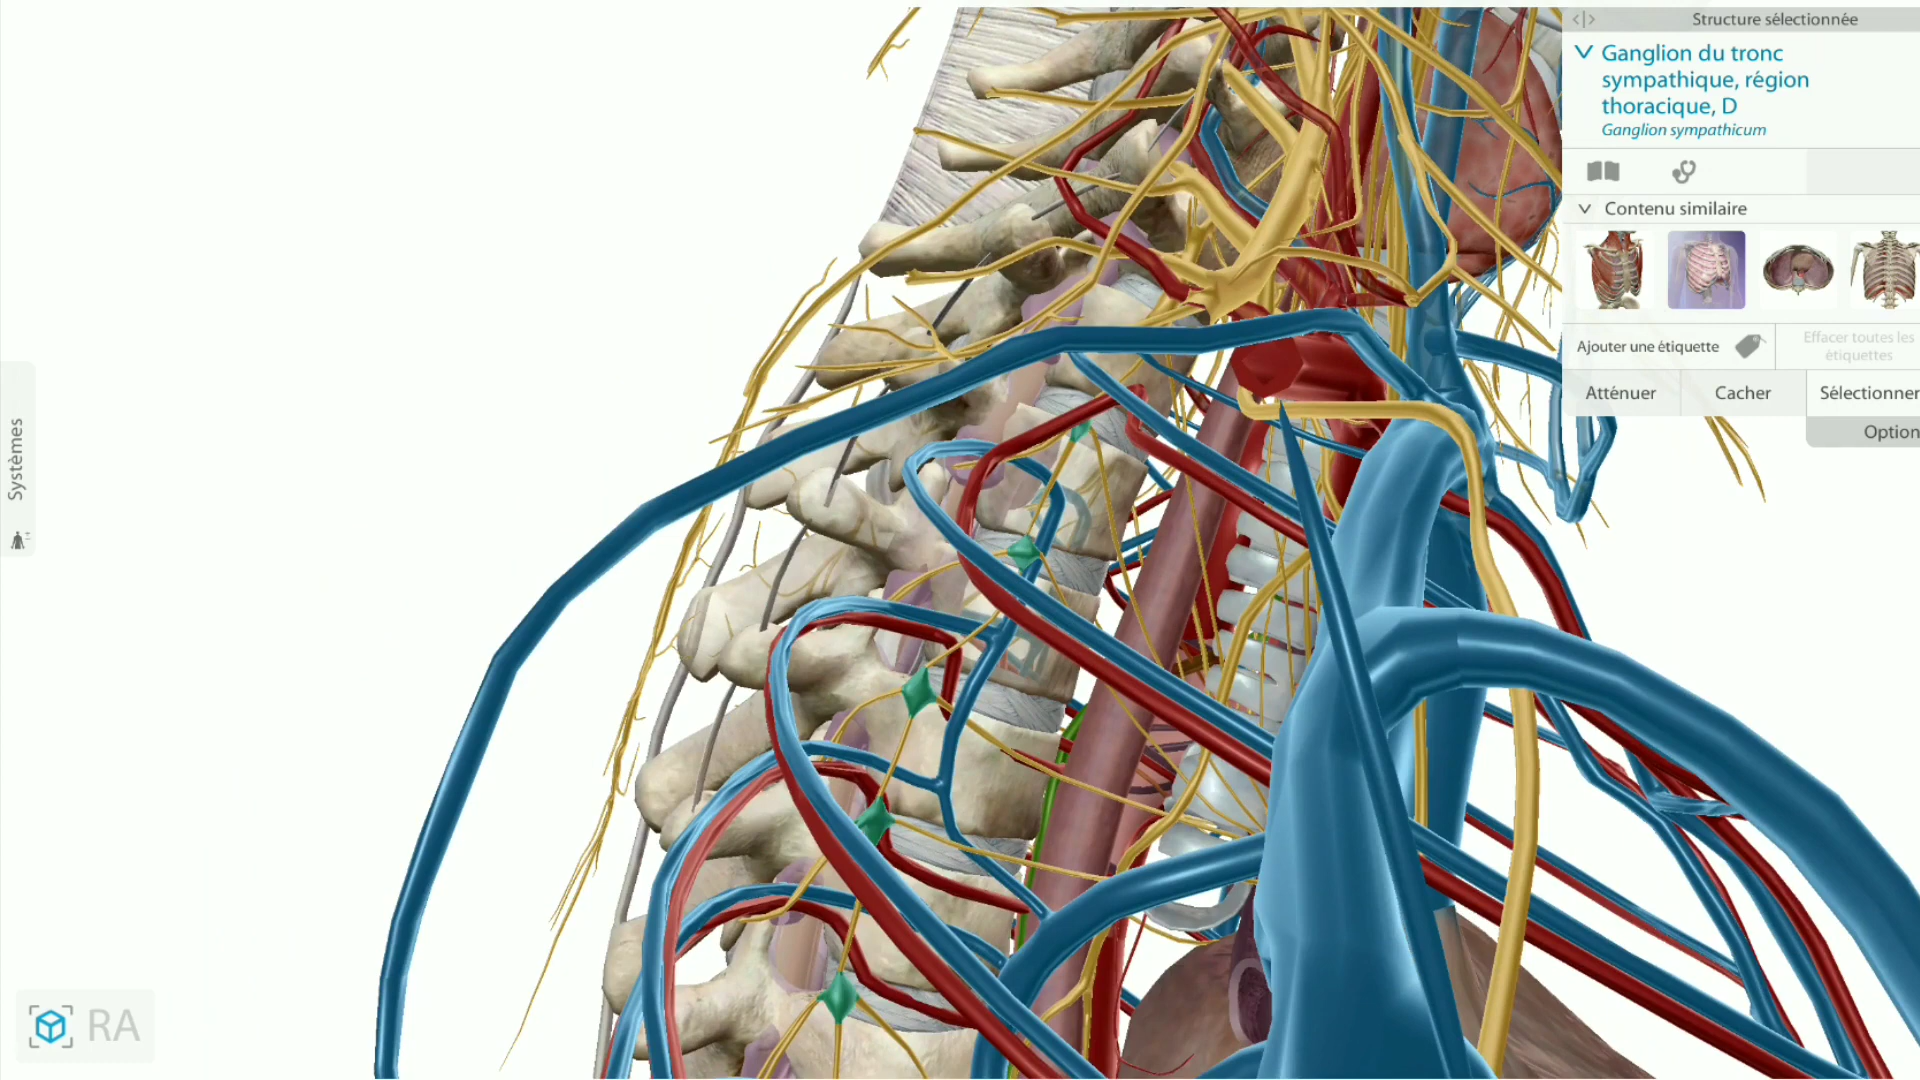 Structure sélectionnée
Ganglion du tronc
sympathique, région
thoracique, D
Ganglion sympathicum
Contenu similaire
Ajouter une étiquette
Effacer toutes les
étiquettes
Atténuer
Cacher
Sélectionner
Option
Systèmes
RA